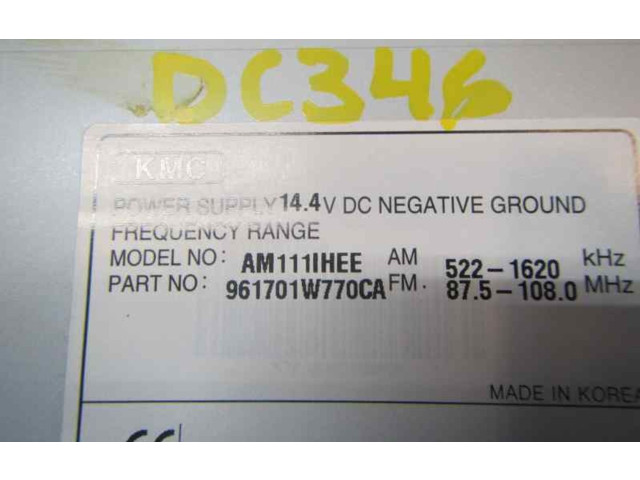 DC346
KMC
POWER SUPPLY 14.4V DC NEGATIVE GROUND
FREQUENCY RANGE
MODEL NO: AM111IHEE AM 522-1620 kHz
PART NO: 961701W770CA FM. 87.5-108.0 MHz
MADE IN KOREA